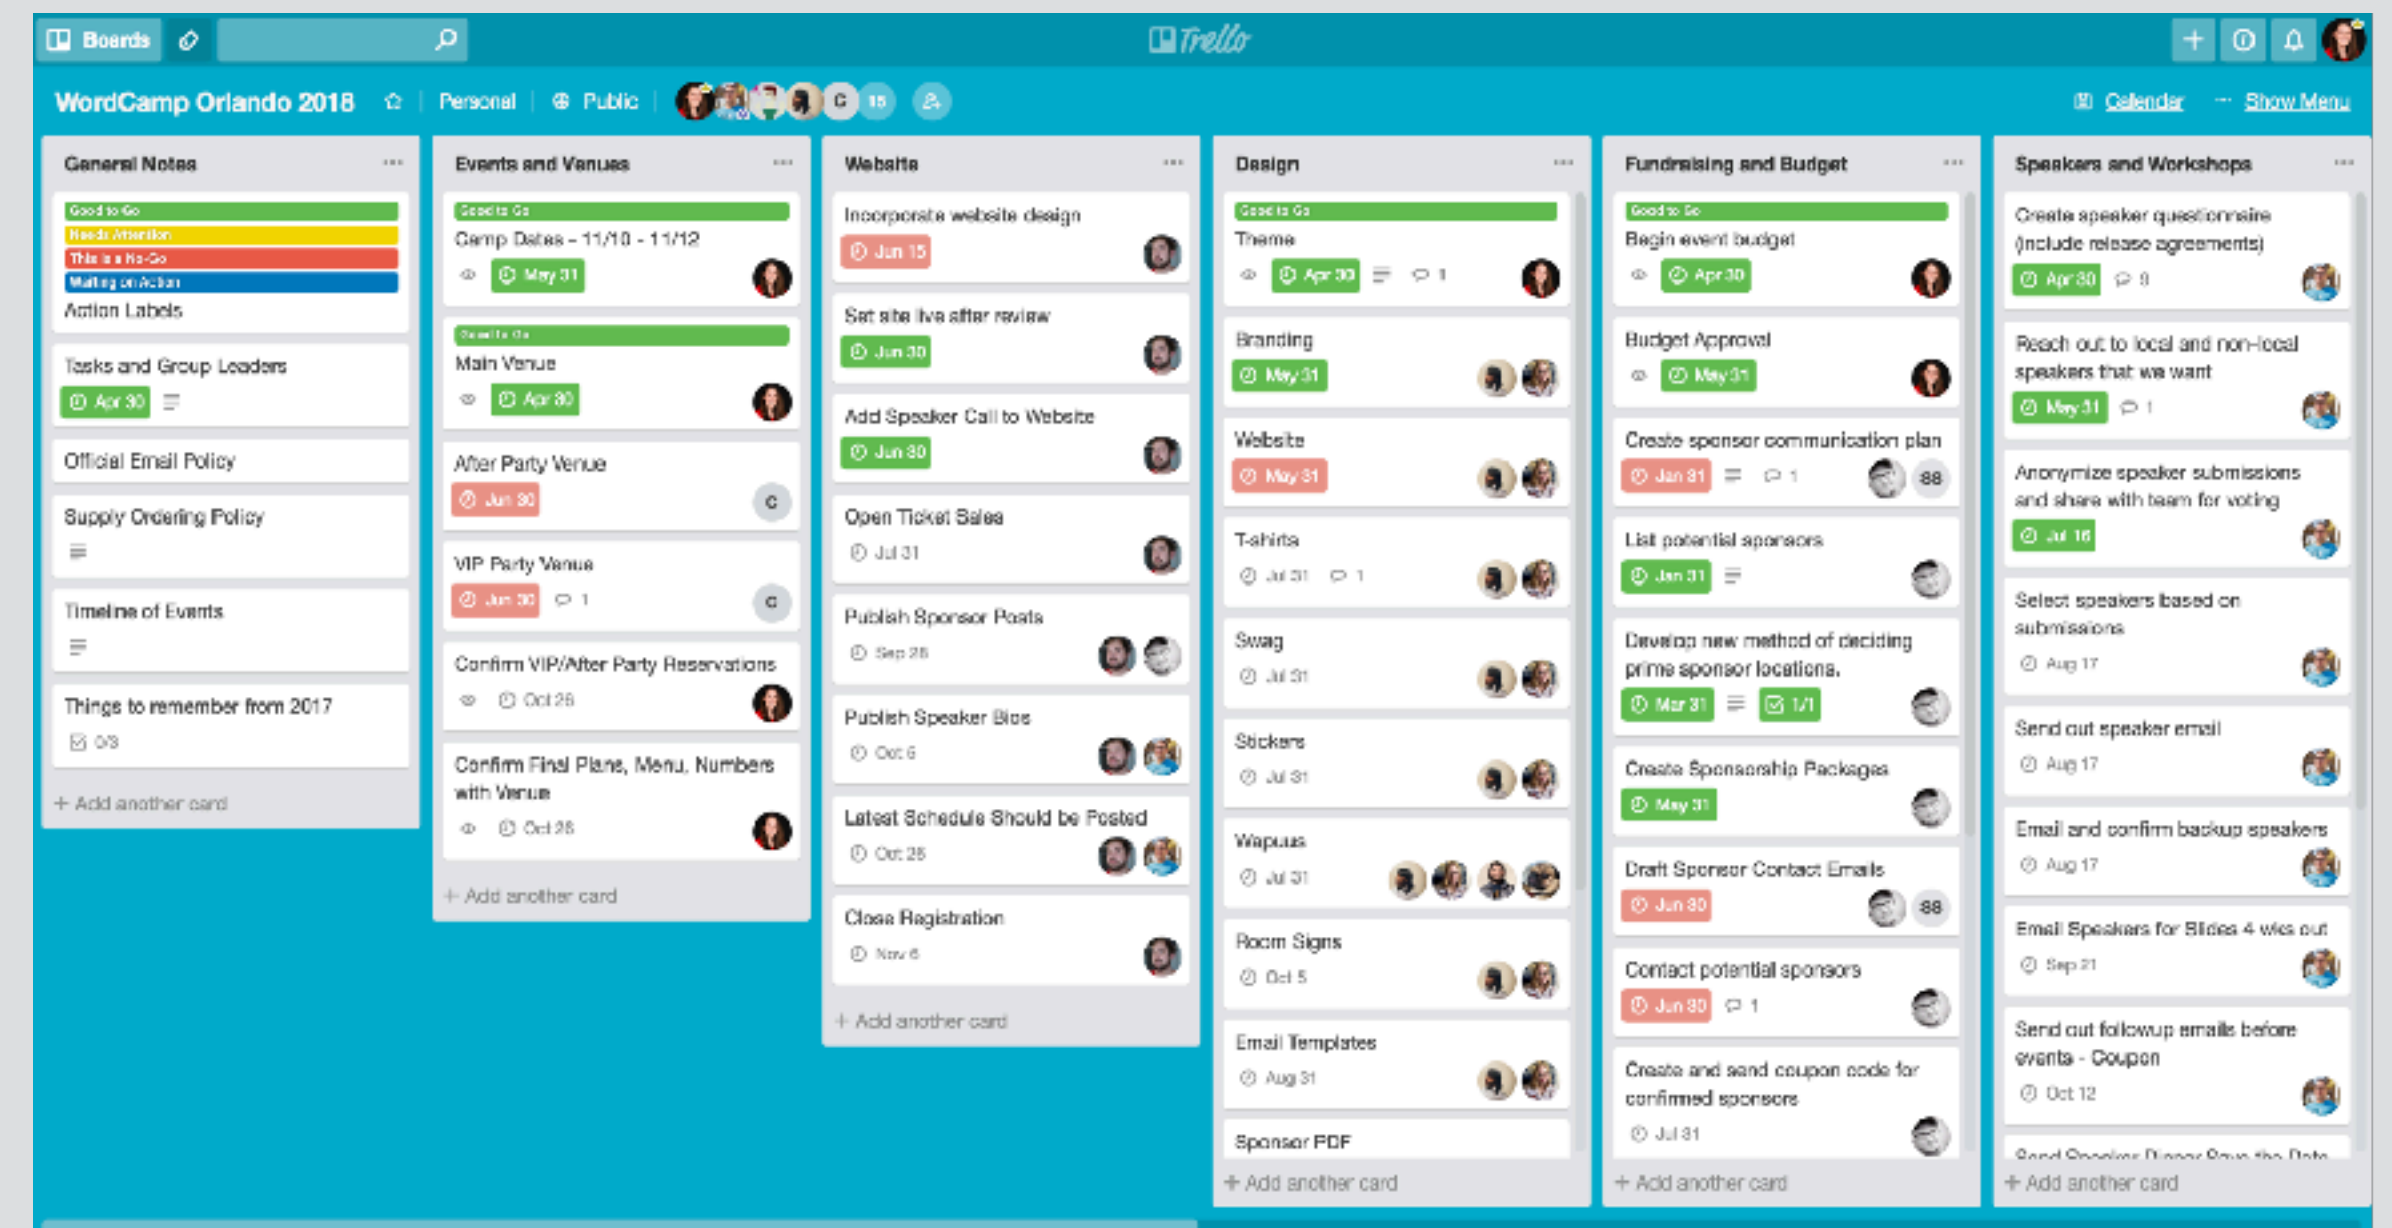 Boards
Trello
WordCamp Orlando 2018
Personal
Public
C
15
Calendar
Show Menu
General Notes
Good to Go
Needs Attention
This is a No-Go
Waiting on Action
Action Labels
Tasks and Group Leaders
Apr 30
Official Email Policy
Supply Ordering Policy
Timeline of Events
Things to remember from 2017
0/3
+ Add another card
Events and Venues
Good to Go
Camp Dates - 11/10 - 11/12
May 31
Good to Go
Main Venue
Apr 30
After Party Venue
Jun 30
C
VIP Party Venue
Jun 30
1
C
Confirm VIP/After Party Reservations
Oct 26
Confirm Final Plans, Menu, Numbers
with Venue
Oct 26
+ Add another card
Website
Incorporate website design
Jun 15
Set site live after review
Jun 30
Add Speaker Call to Website
Jun 30
Open Ticket Sales
Jul 31
Publish Sponsor Posts
Sep 28
Publish Speaker Bios
Oct 6
Latest Schedule Should be Posted
Oct 26
Close Registration
Nov 6
+ Add another card
Design
Good to Go
Theme
Apr 30
1
Branding
May 31
Website
May 31
T-shirts
Jul 31
1
Swag
Jul 31
Stickers
Jul 31
Wapuus
Jul 31
Room Signs
Oct 5
Email Templates
Aug 31
Sponsor PDF
+ Add another card
Fundraising and Budget
Good to Go
Begin event budget
Apr 30
Budget Approval
May 31
Create sponsor communication plan
Jan 31
1
List potential sponsors
Jan 31
Develop new method of deciding
prime sponsor locations.
Mar 31
1/1
Create Sponsorship Packages
May 31
Draft Sponsor Contact Emails
Jun 30
Contact potential sponsors
Jun 30
1
Create and send coupon code for
confirmed sponsors
Jul 31
+ Add another card
Speakers and Workshops
Create speaker questionnaire
(include release agreements)
Apr 30
Reach out to local and non-local
speakers that we want
May 31
1
Anonymize speaker submissions
and share with team for voting
Jul 16
Select speakers based on
submissions
Aug 17
Send out speaker email
Aug 17
Email and confirm backup speakers
Aug 17
Email Speakers for Slides 4 wks out
Sep 21
Send out followup emails before
events - Coupon
Oct 12
Send Speaker Dinner Save the Date
+ Add another card